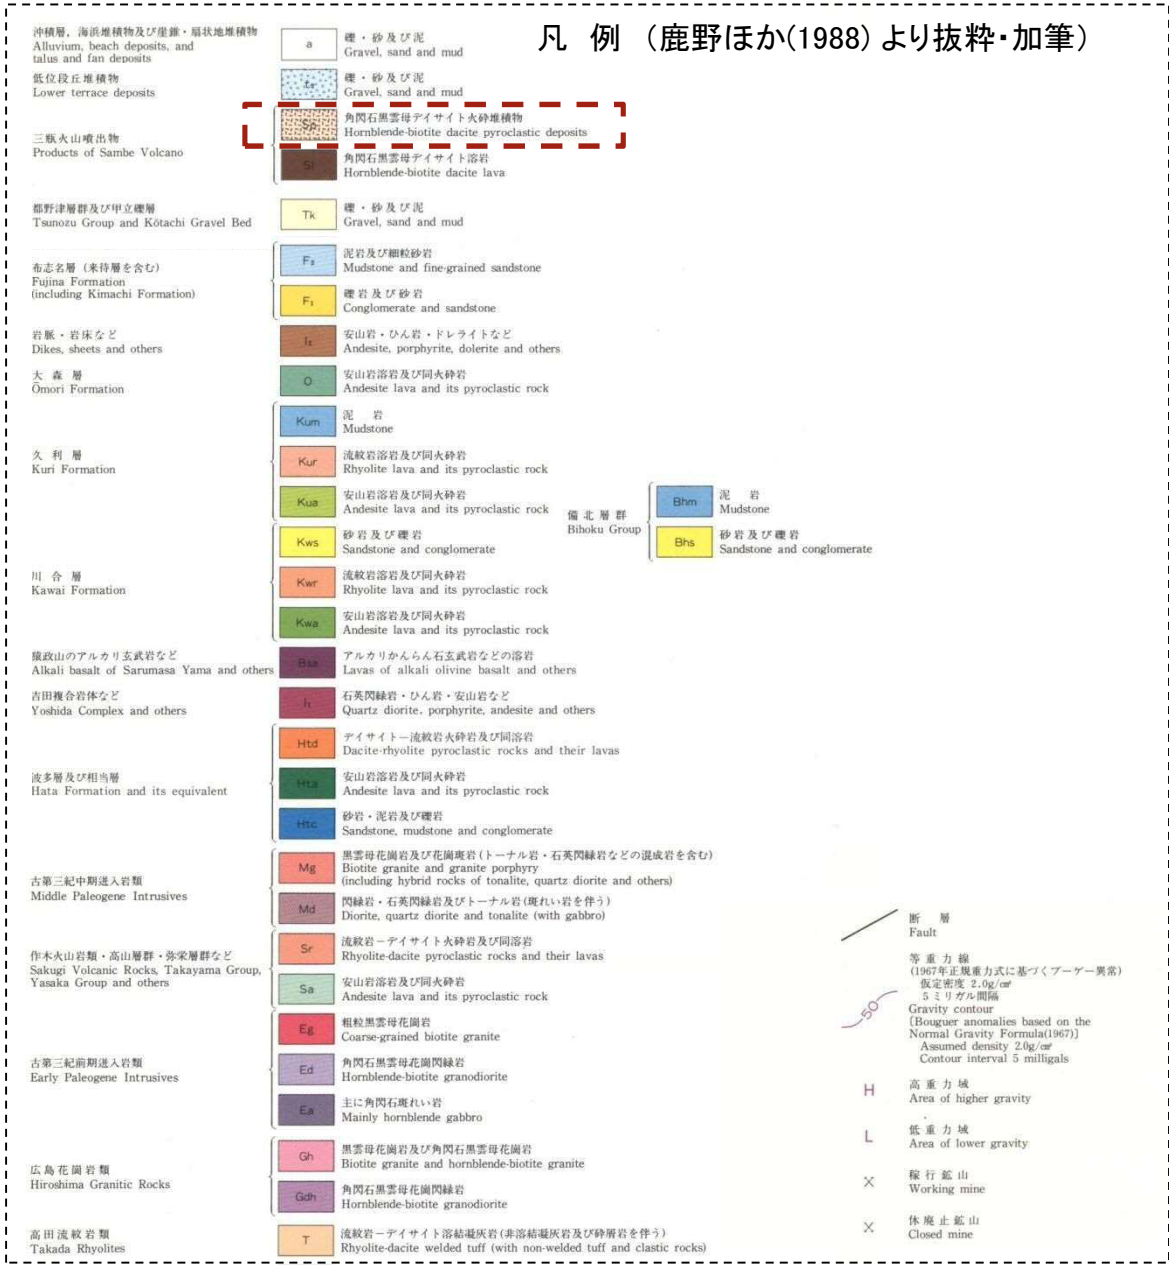 凡 例 (鹿野ほか(1988) より抜粋・加筆)
沖積層，海浜堆積物及び崖錐・扇状地堆積物
Alluvium, beach deposits, and
talus and fan deposits
a
礫・砂及び泥
Gravel, sand and mud
低位段丘堆積物
Lower terrace deposits
礫・砂及び泥
Gravel, sand and mud
三瓶火山噴出物
Products of Sambe Volcano
Sp
角閃石黒雲母デイサイト火砕堆積物
Hornblende-biotite dacite pyroclastic deposits
Sl
角閃石黒雲母デイサイト溶岩
Hornblende-biotite dacite lava
都野津層群及び甲立礫層
Tsunozu Group and Kōtachi Gravel Bed
Tk
礫・砂及び泥
Gravel, sand and mud
布志名層 (来待層を含む)
Fujina Formation
(including Kimachi Formation)
F₂
泥岩及び細粒砂岩
Mudstone and fine-grained sandstone
F₁
礫岩及び砂岩
Conglomerate and sandstone
岩脈・岩床など
Dikes, sheets and others
I₂
安山岩・ひん岩・ドレライトなど
Andesite, porphyrite, dolerite and others
大 森 層
Ōmori Formation
O
安山岩溶岩及び同火砕岩
Andesite lava and its pyroclastic rock
久 利 層
Kuri Formation
Kum
泥 岩
Mudstone
Kur
流紋岩溶岩及び同火砕岩
Rhyolite lava and its pyroclastic rock
Kua
安山岩溶岩及び同火砕岩
Andesite lava and its pyroclastic rock
備 北 層 群
Bihoku Group
Bhm
泥 岩
Mudstone
Bhs
砂岩及び礫岩
Sandstone and conglomerate
川 合 層
Kawai Formation
Kws
砂岩及び礫岩
Sandstone and conglomerate
Kwr
流紋岩溶岩及び同火砕岩
Rhyolite lava and its pyroclastic rock
Kwa
安山岩溶岩及び同火砕岩
Andesite lava and its pyroclastic rock
猿政山のアルカリ玄武岩など
Alkali basalt of Sarumasa Yama and others
Bsa
アルカリかんらん石玄武岩などの溶岩
Lavas of alkali olivine basalt and others
吉田複合岩体など
Yoshida Complex and others
I₁
石英閃緑岩・ひん岩・安山岩など
Quartz diorite, porphyrite, andesite and others
波多層及び相当層
Hata Formation and its equivalent
Htd
デイサイト－流紋岩火砕岩及び同溶岩
Dacite-rhyolite pyroclastic rocks and their lavas
Hta
安山岩溶岩及び同火砕岩
Andesite lava and its pyroclastic rock
Htc
砂岩・泥岩及び礫岩
Sandstone, mudstone and conglomerate
古第三紀中期迸入岩類
Middle Paleogene Intrusives
Mg
黒雲母花崗岩及び花崗斑岩(トーナル岩・石英閃緑岩などの混成岩を含む)
Biotite granite and granite porphyry
(including hybrid rocks of tonalite, quartz diorite and others)
Md
閃緑岩・石英閃緑岩及びトーナル岩(斑れい岩を伴う)
Diorite, quartz diorite and tonalite (with gabbro)
作木火山岩類・高山層群・弥栄層群など
Sakugi Volcanic Rocks, Takayama Group,
Yasaka Group and others
Sr
流紋岩－デイサイト火砕岩及び同溶岩
Rhyolite-dacite pyroclastic rocks and their lavas
Sa
安山岩溶岩及び同火砕岩
Andesite lava and its pyroclastic rock
古第三紀前期迸入岩類
Early Paleogene Intrusives
Eg
粗粒黒雲母花崗岩
Coarse-grained biotite granite
Ed
角閃石黒雲母花崗閃緑岩
Hornblende-biotite granodiorite
Ea
主に角閃石斑れい岩
Mainly hornblende gabbro
広島花崗岩類
Hiroshima Granitic Rocks
Gh
黒雲母花崗岩及び角閃石黒雲母花崗岩
Biotite granite and hornblende-biotite granite
Gdh
角閃石黒雲母花崗閃緑岩
Hornblende-biotite granodiorite
高田流紋岩類
Takada Rhyolites
T
流紋岩－デイサイト溶結凝灰岩(非溶結凝灰岩及び砕屑岩を伴う)
Rhyolite-dacite welded tuff (with non-welded tuff and clastic rocks)
断 層
Fault
50
等重力線
(1967年正規重力式に基づくブーゲー異常)
仮定密度 2.0g/㎤
5ミリガル間隔
Gravity contour
[Bouguer anomalies based on the
Normal Gravity Formula(1967)]
Assumed density 2.0g/㎤
Contour interval 5 milligals
H
高重力域
Area of higher gravity
L
低重力域
Area of lower gravity
X
稼行鉱山
Working mine
X
休廃止鉱山
Closed mine